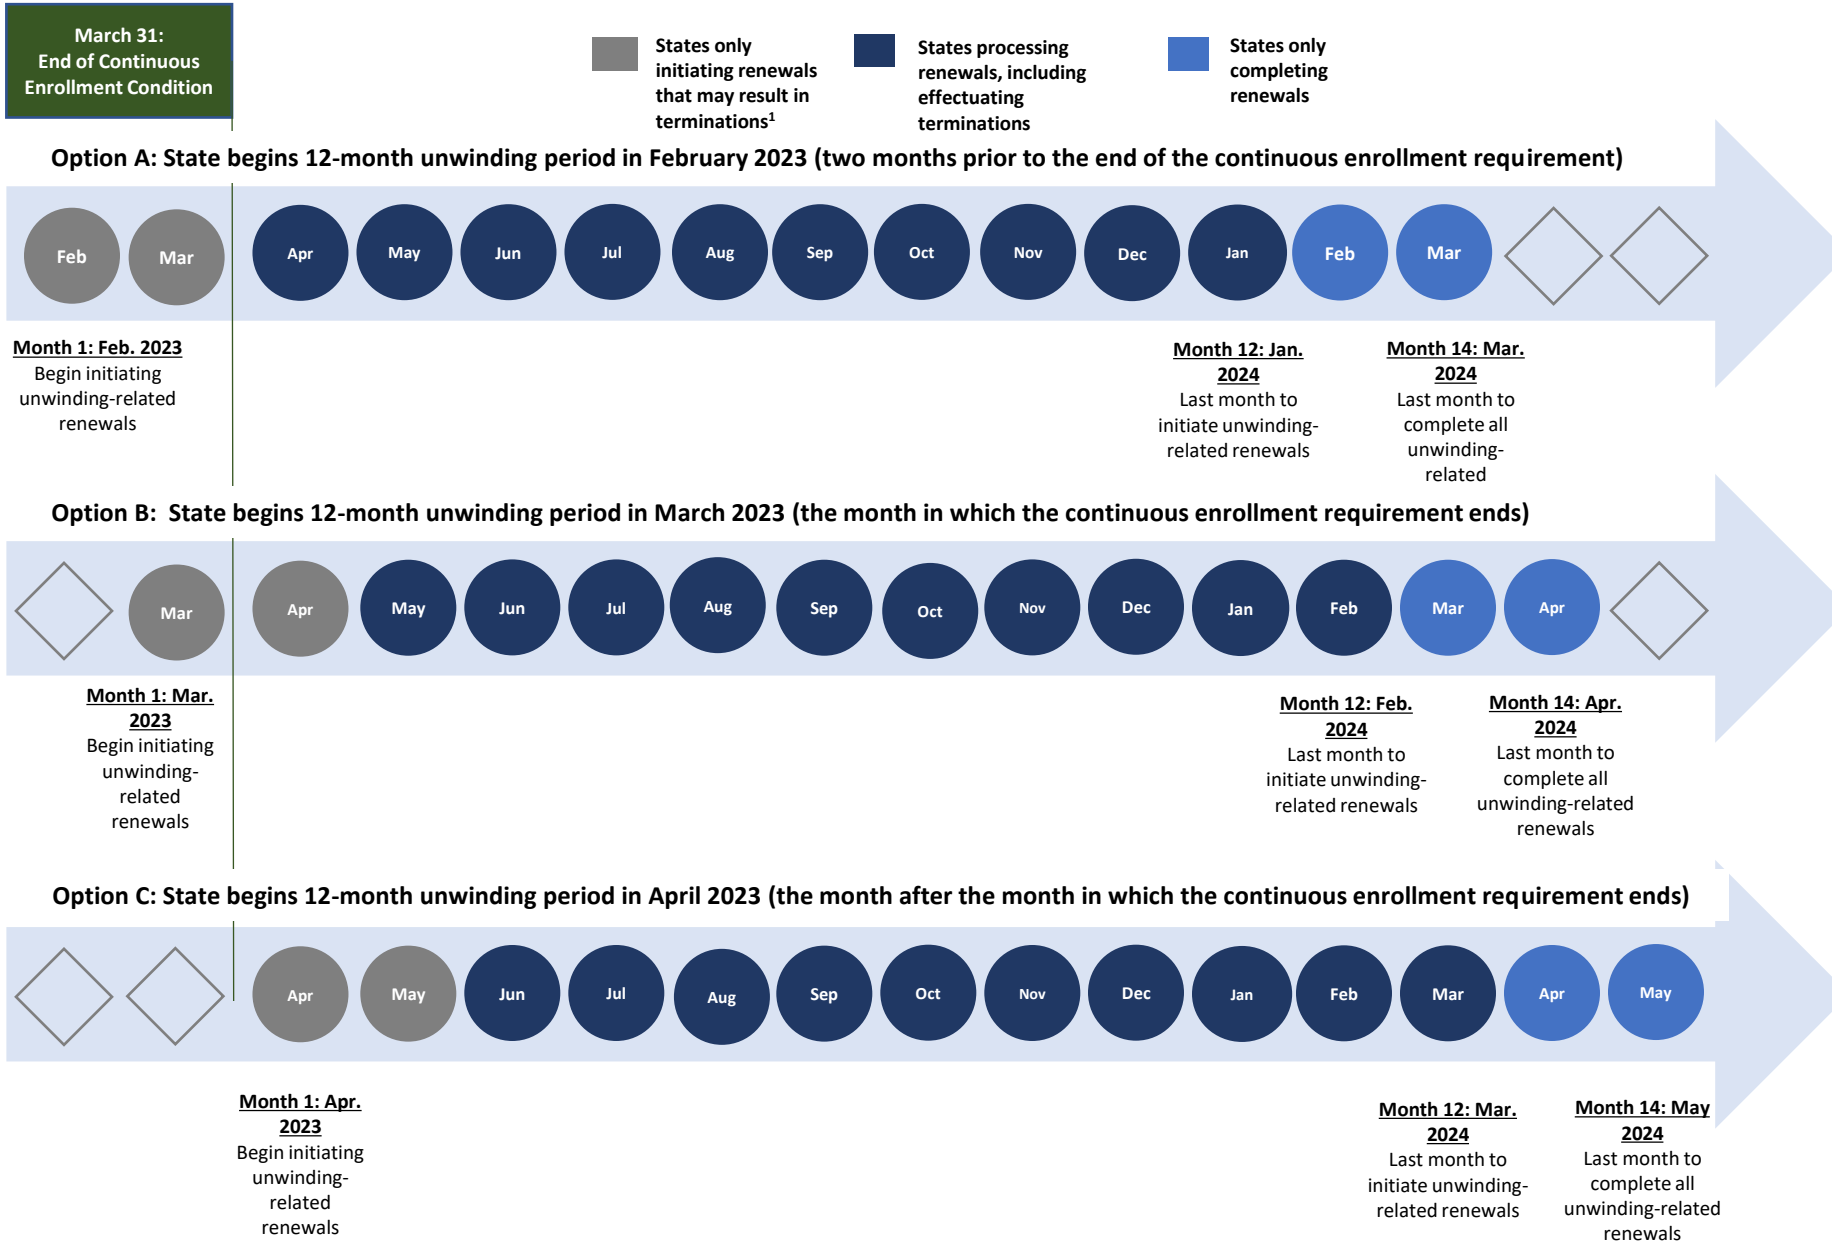 March 31:
End of Continuous
Enrollment Condition
States only
initiating renewals
that may result in
terminations1
States processing
renewals, including
effectuating
terminations
States only
completing
renewals
Option A: State begins 12-month unwinding period in February 2023 (two months prior to the end of the continuous enrollment requirement)
Feb Mar Apr May Jun Jul Aug Sep Oct Nov Dec Jan Feb Mar
Month 1: Feb. 2023
Begin initiating
unwinding-related
renewals
Month 12: Jan.
2024
Last month to
initiate unwinding-
related renewals
Month 14: Mar.
2024
Last month to
complete all
unwinding-
related
Option B:  State begins 12-month unwinding period in March 2023 (the month in which the continuous enrollment requirement ends)
Mar Apr May Jun Jul Aug Sep Oct Nov Dec Jan Feb Mar Apr
Month 1: Mar.
2023
Begin initiating
unwinding-
related
renewals
Month 12: Feb.
2024
Last month to
initiate unwinding-
related renewals
Month 14: Apr.
2024
Last month to
complete all
unwinding-related
renewals
Option C: State begins 12-month unwinding period in April 2023 (the month after the month in which the continuous enrollment requirement ends)
Apr May Jun Jul Aug Sep Oct Nov Dec Jan Feb Mar Apr May
Month 1: Apr.
2023
Begin initiating
unwinding-
related
renewals
Month 12: Mar.
2024
Last month to
initiate unwinding-
related renewals
Month 14: May
2024
Last month to
complete all
unwinding-related
renewals